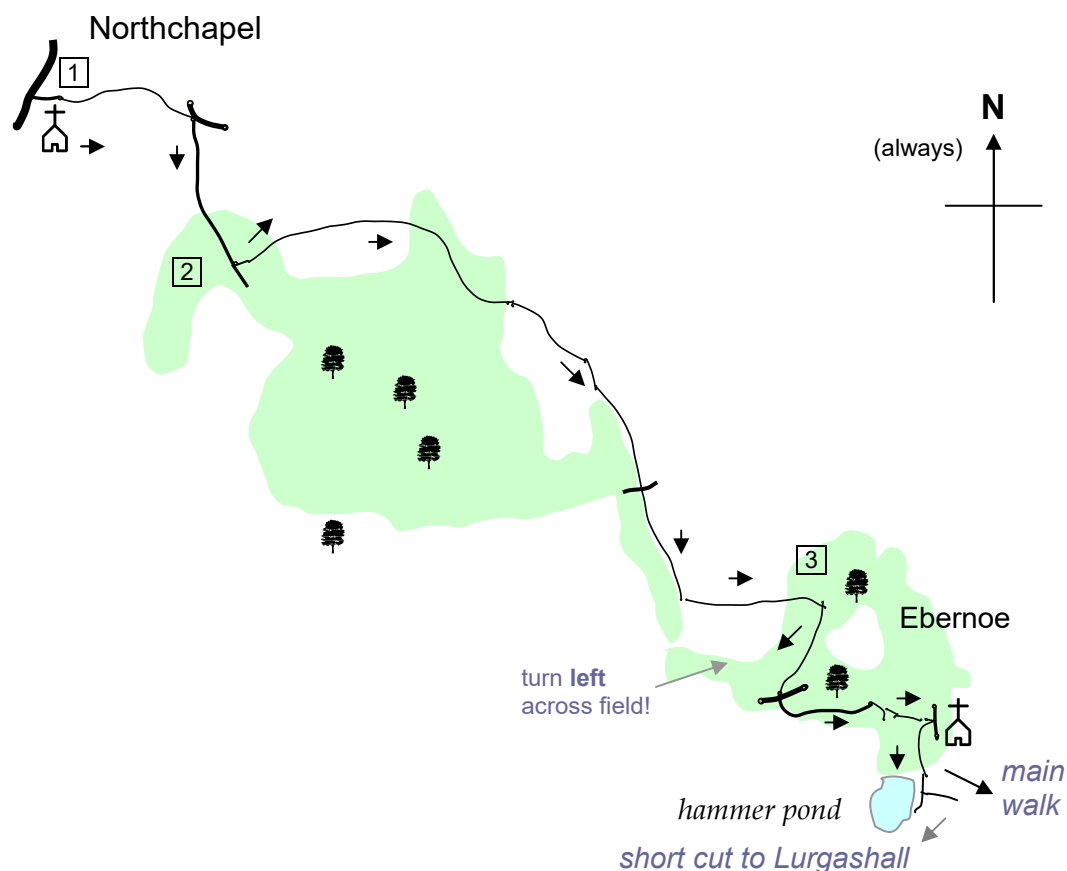 Northchapel
1
N
(always)
2
3
Ebernoe
turn left
across field!
main
walk
hammer pond
short cut to Lurgashall